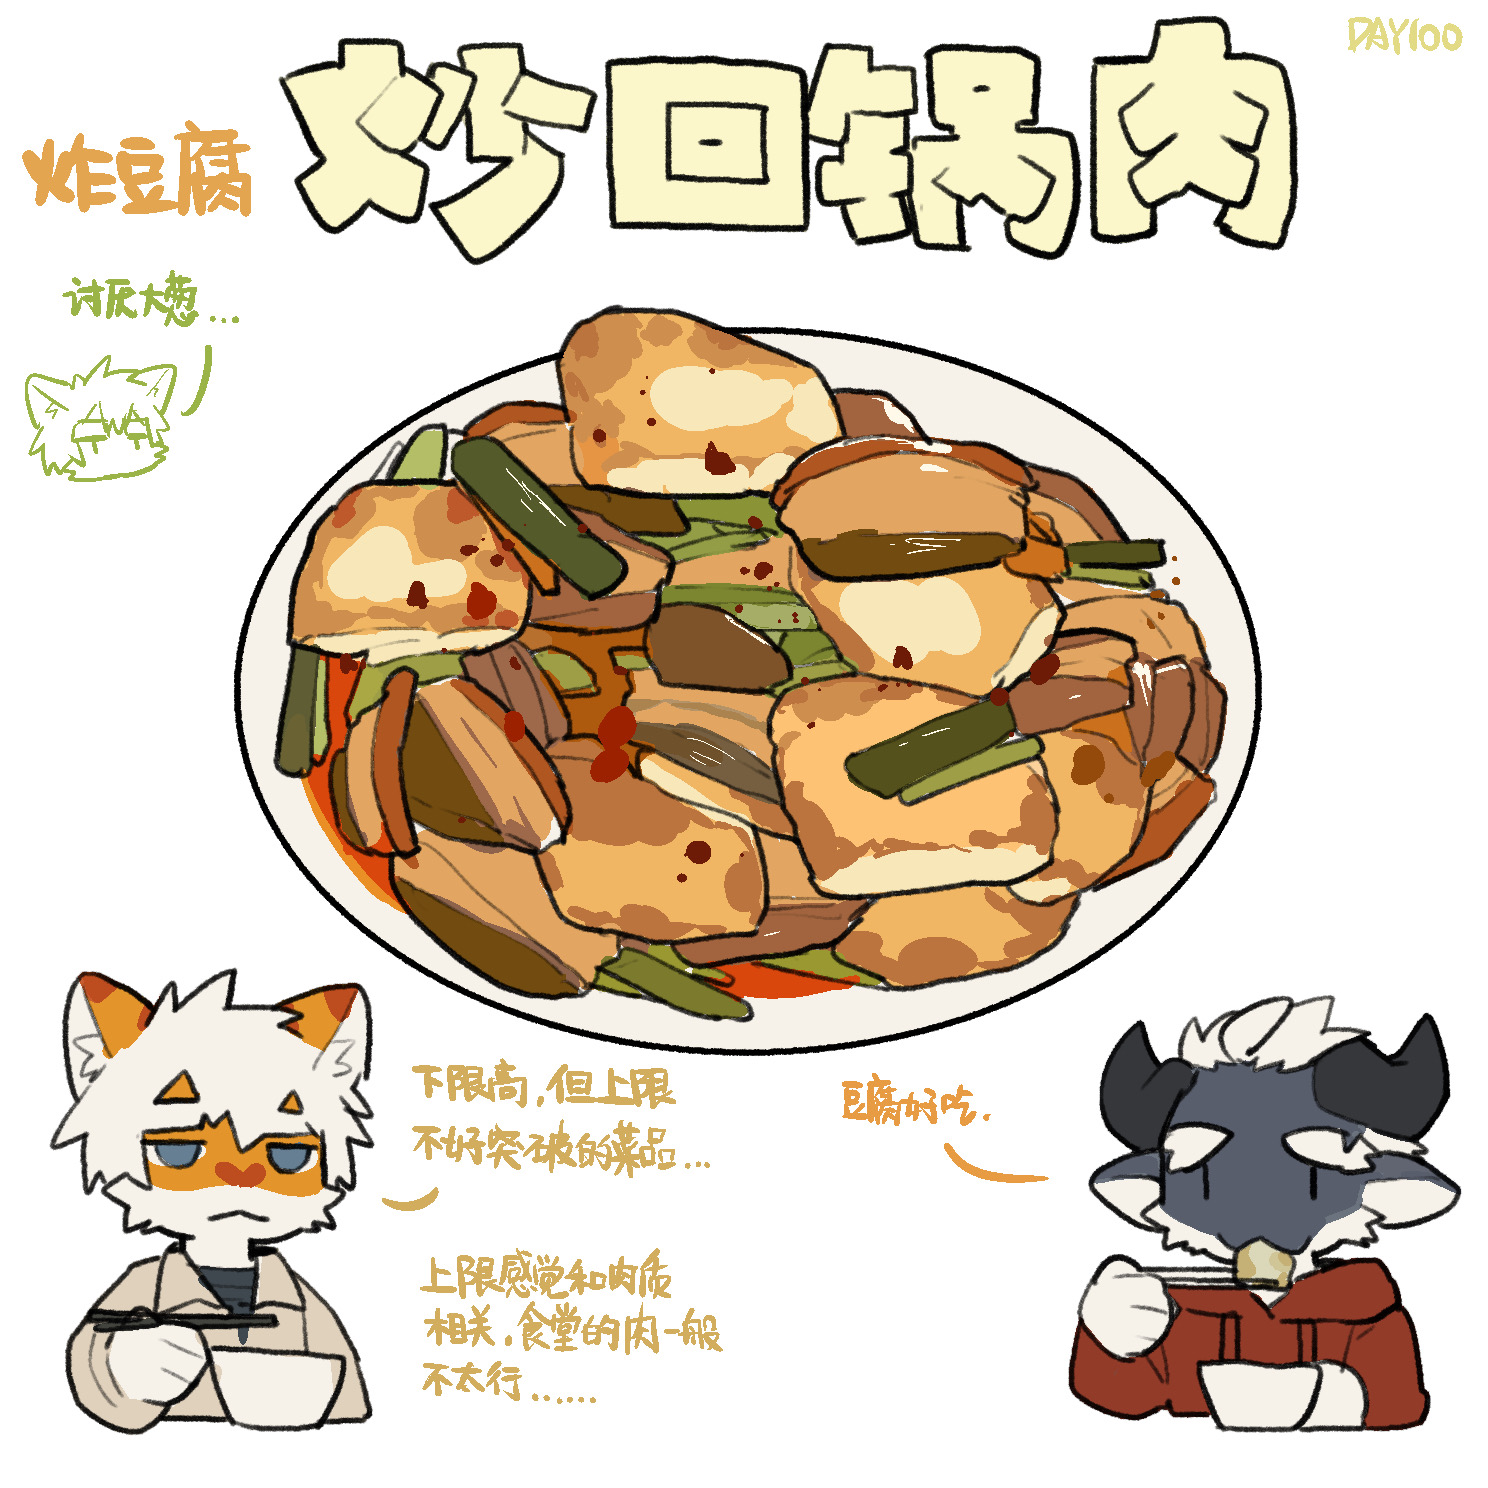 DAY100
炸豆腐
炒回锅肉
讨厌大葱...
下限高,但上限
不好突破的菜品...
豆腐好吃.
上限感觉和肉质
相关,食堂的肉一般
不太行......